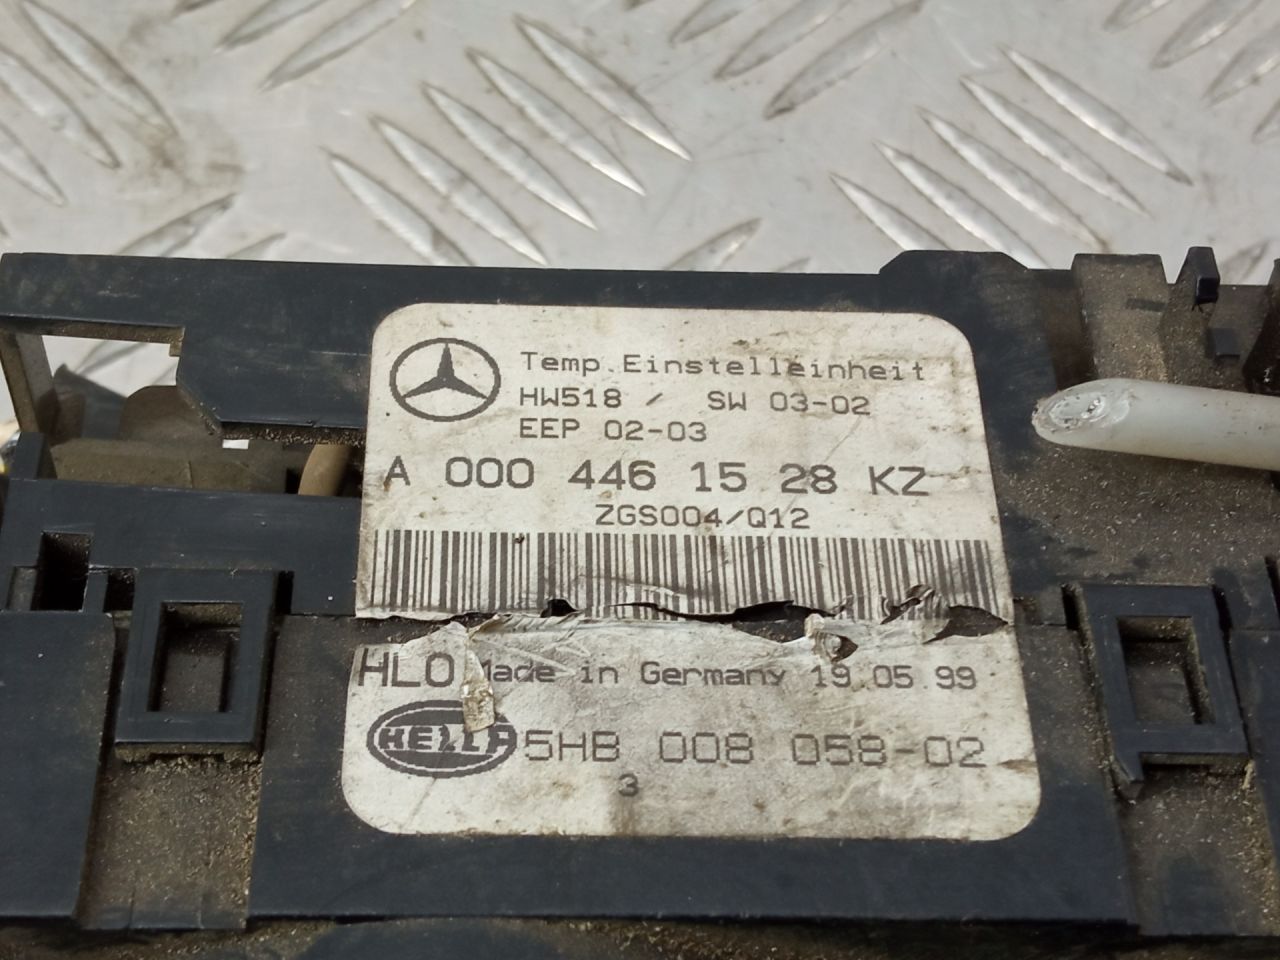 Temp. Einstelleinheit
HW518 / SW 03-02
EEP 02-03
A 000 446 15 28 KZ
ZGS004/Q12
HLO Made in Germany 19.05.99
HELLA 5HB 008 058-02
3